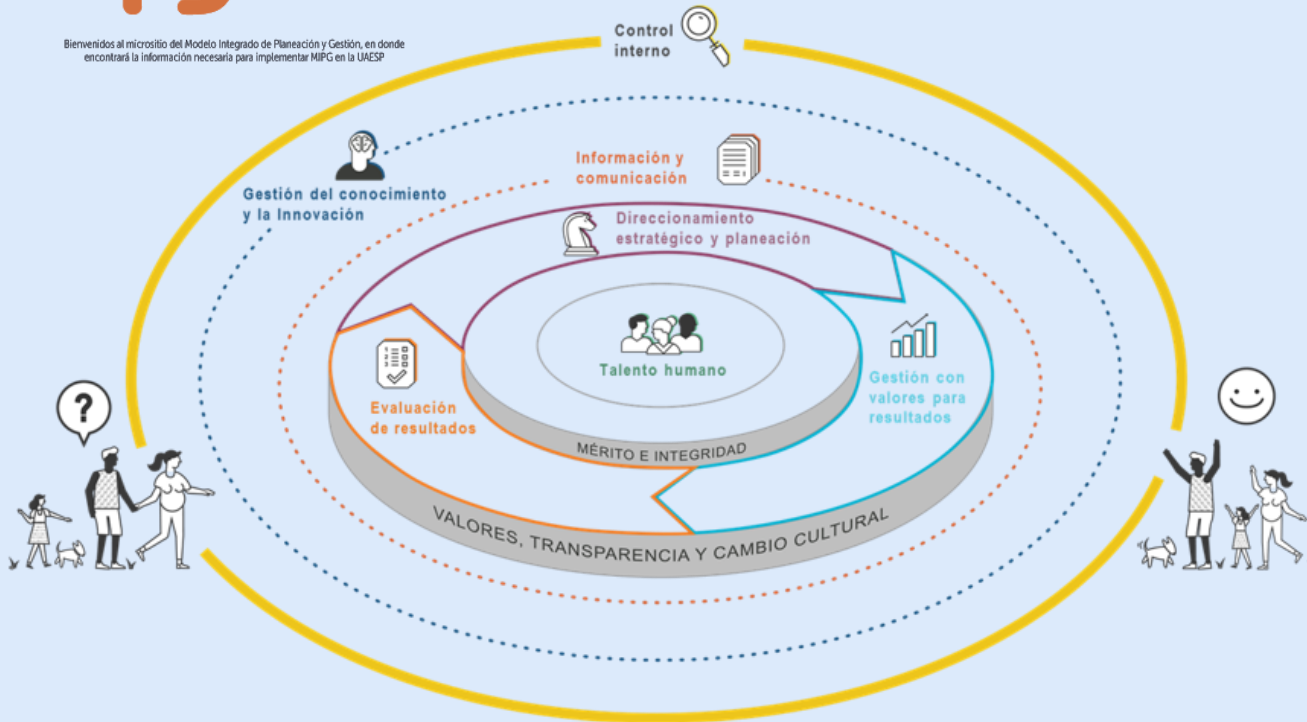 Bienvenidos al micrositio del Modelo Integrado de Planeación y Gestión, en donde
encontrará la información necesaria para implementar MIPG en la UAESP
Control
interno
Información y
comunicación
Gestión del conocimiento
y la Innovación
Direccionamiento
estratégico y planeación
Talento humano
Gestión con
valores para
resultados
Evaluación
de resultados
?
MÉRITO E INTEGRIDAD
VALORES, TRANSPARENCIA Y CAMBIO CULTURAL